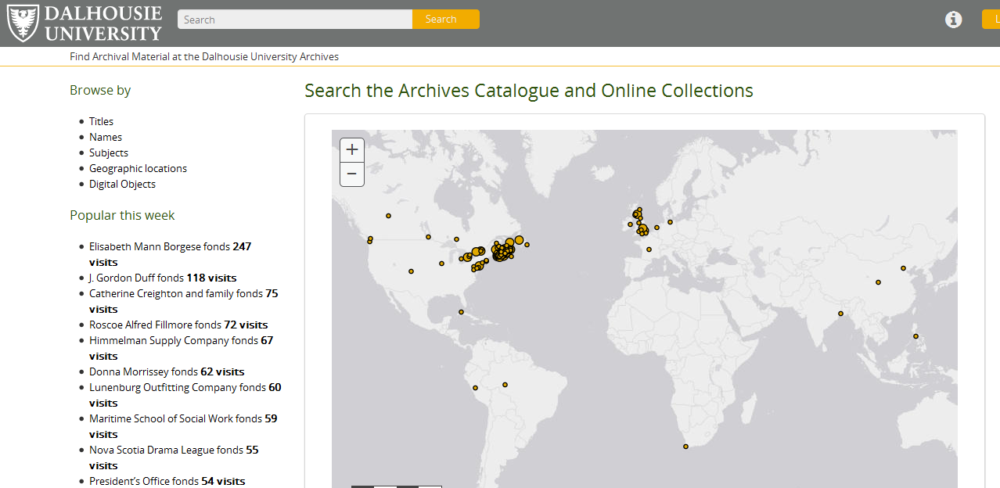 DALHOUSIE
UNIVERSITY
Search
Search
L
Find Archival Material at the Dalhousie University Archives
Browse by
Titles
Names
Subjects
Geographic locations
Digital Objects
Popular this week
Elisabeth Mann Borgese fonds 247
visits
J. Gordon Duff fonds 118 visits
Catherine Creighton and family fonds 75
visits
Roscoe Alfred Fillmore fonds 72 visits
Himmelman Supply Company fonds 67
visits
Donna Morrissey fonds 62 visits
Lunenburg Outfitting Company fonds 60
visits
Maritime School of Social Work fonds 59
visits
Nova Scotia Drama League fonds 55
visits
President’s Office fonds 54 visits
Search the Archives Catalogue and Online Collections
+
−